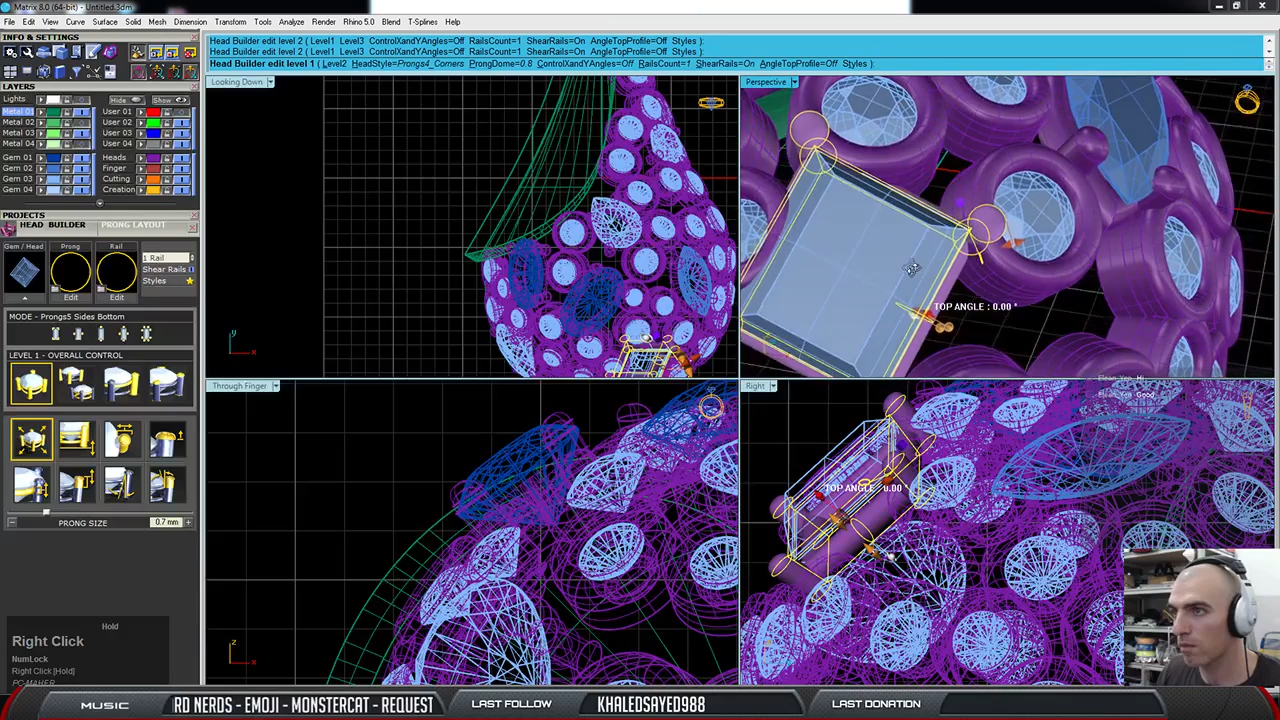 Matrix 8.0 (64-bit) - Untitled.3dm
File Edit View Curve Surface Solid Mesh Dimension Transform Tools Analyze Render Rhino 5.0 Blend T-Splines Help
INFO & SETTINGS
Head Builder edit level 2 ( Level1 Level3 ControlXandYAngles=Off RailsCount=1 ShearRails=On AngleTopProfile=Off Styles ):
Head Builder edit level 2 ( Level1 Level3 ControlXandYAngles=Off RailsCount=1 ShearRails=On AngleTopProfile=Off Styles ):
Head Builder edit level 1 ( Level2 HeadStyle=Prongs4_Corners ProngDome=0.8 ControlXandYAngles=Off RailsCount=1 ShearRails=On AngleTopProfile=Off Styles ):
LAYERS
Lights Hide Show
Metal 01 User 01
Metal 02 User 02
Metal 03 User 03
Metal 04 User 04
Gem 01 Heads
Gem 02 Finger
Gem 03 Cutting
Gem 04 Creation
PROJECTS
HEAD BUILDER PRONG LAYOUT
Gem / Head Prong Rail
1 Rail
Shear Rails
Styles
Edit Edit
MODE - Prongs5 Sides Bottom
LEVEL 1 - OVERALL CONTROL
PRONG SIZE 0.7 mm
Looking Down
y
x
Perspective
TOP ANGLE : 0.00 °
Through Finger
z
x
Right
TOP ANGLE : 0.00 °
Hold
Right Click
NumLock
Right Click [Hold]
MUSIC
RD NERDS - EMOJI - MONSTERCAT - REQUEST
LAST FOLLOW
KHALEDSAYED988
LAST DONATION